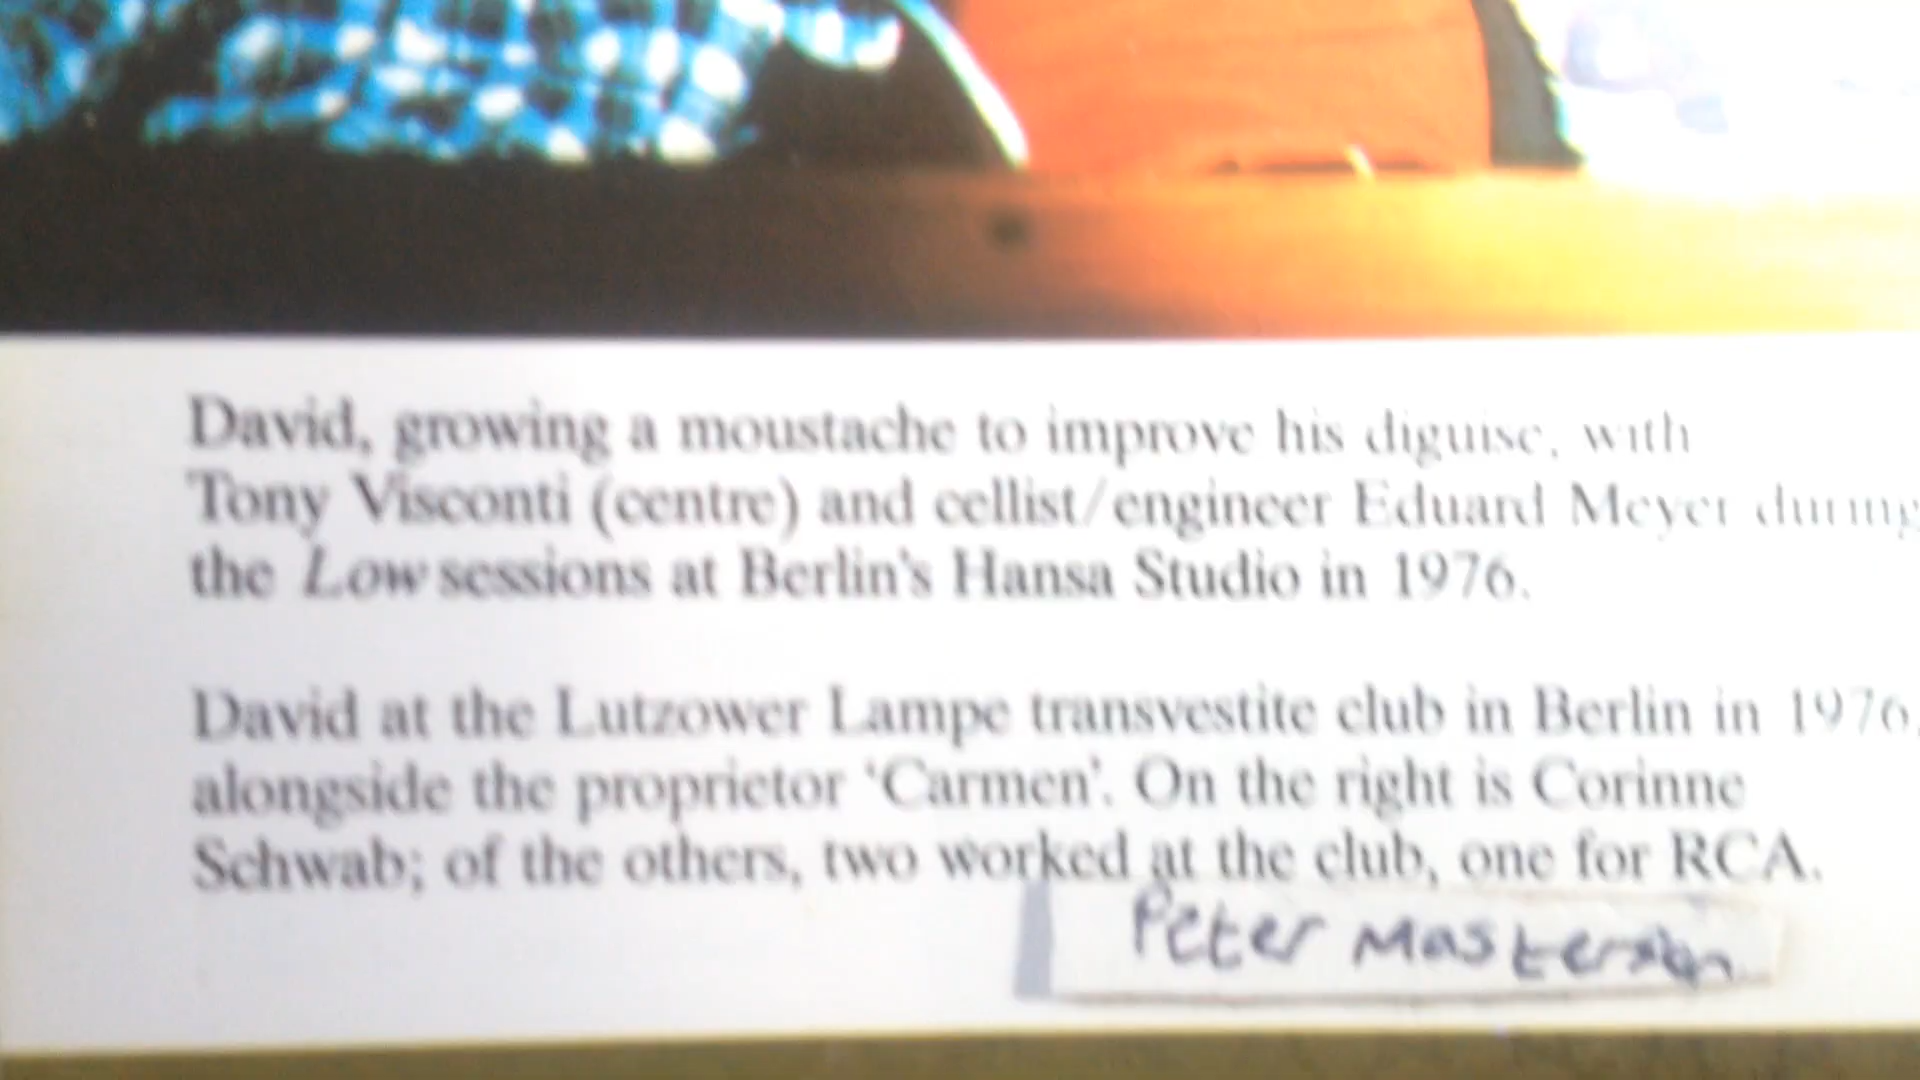 David, growing a moustache to improve his diguise, with
Tony Visconti (centre) and cellist/engineer Eduard Meyer during
the Low sessions at Berlin's Hansa Studio in 1976.
David at the Lutzower Lampe transvestite club in Berlin in 1976,
alongside the proprietor 'Carmen'. On the right is Corinne
Schwab; of the others, two worked at the club, one for RCA.
Peter Masterson